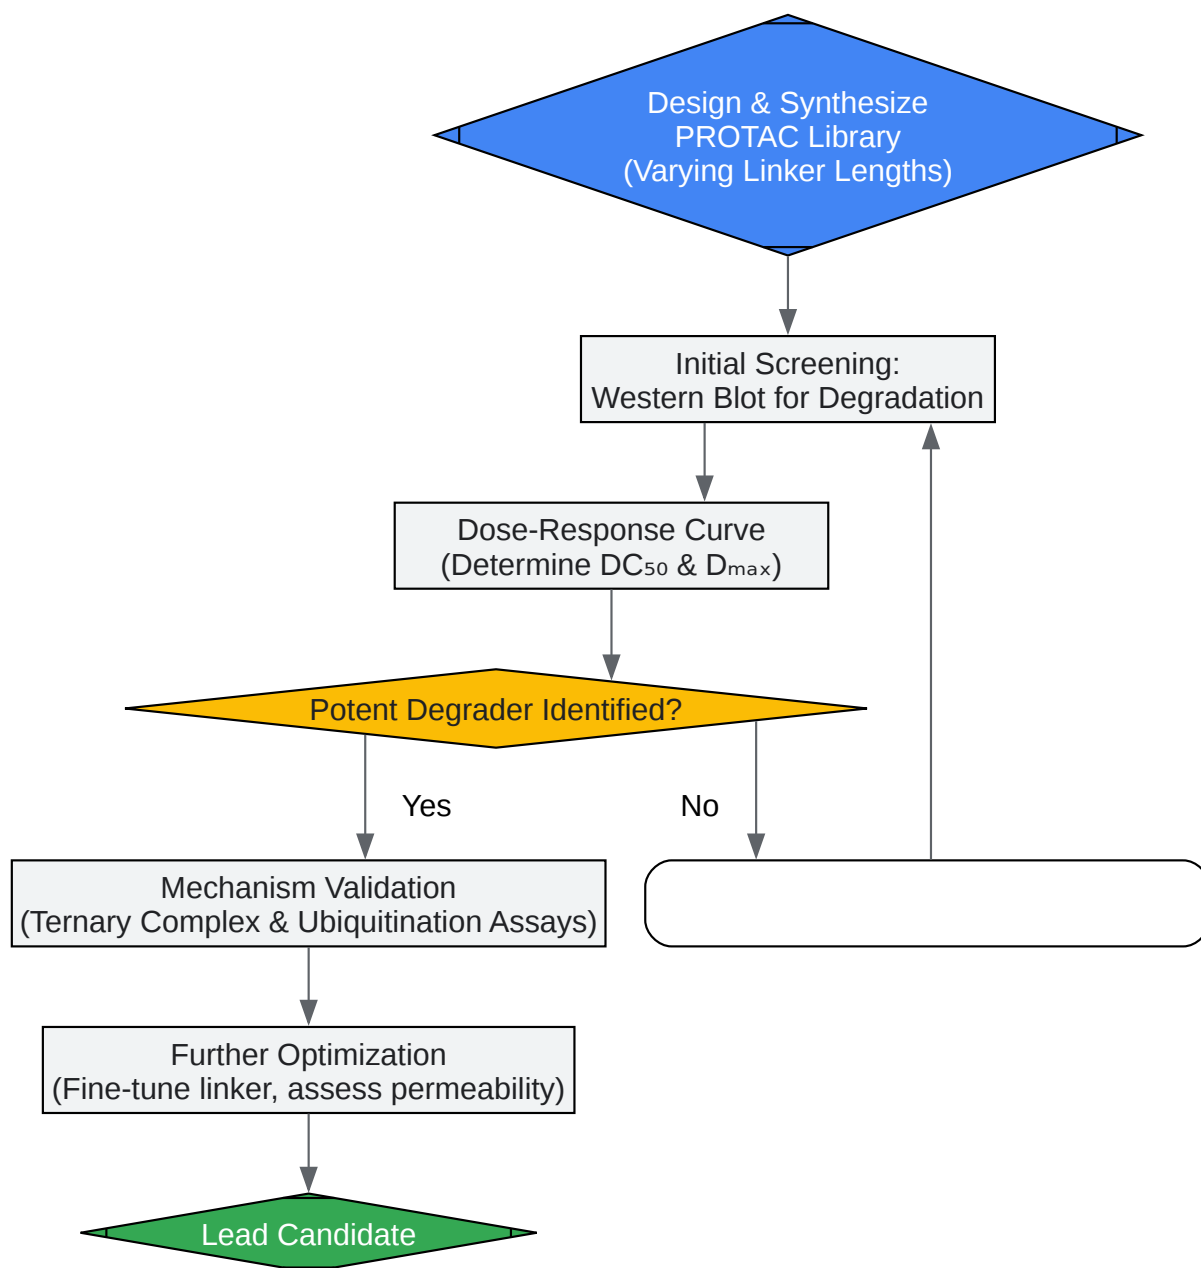 Design & Synthesize
PROTAC Library
(Varying Linker Lengths)
Initial Screening:
Western Blot for Degradation
Dose-Response Curve
(Determine DC₅₀ & Dₘₐₓ)
Potent Degrader Identified?
Yes
No
Mechanism Validation
(Ternary Complex & Ubiquitination Assays)
Further Optimization
(Fine-tune linker, assess permeability)
Lead Candidate